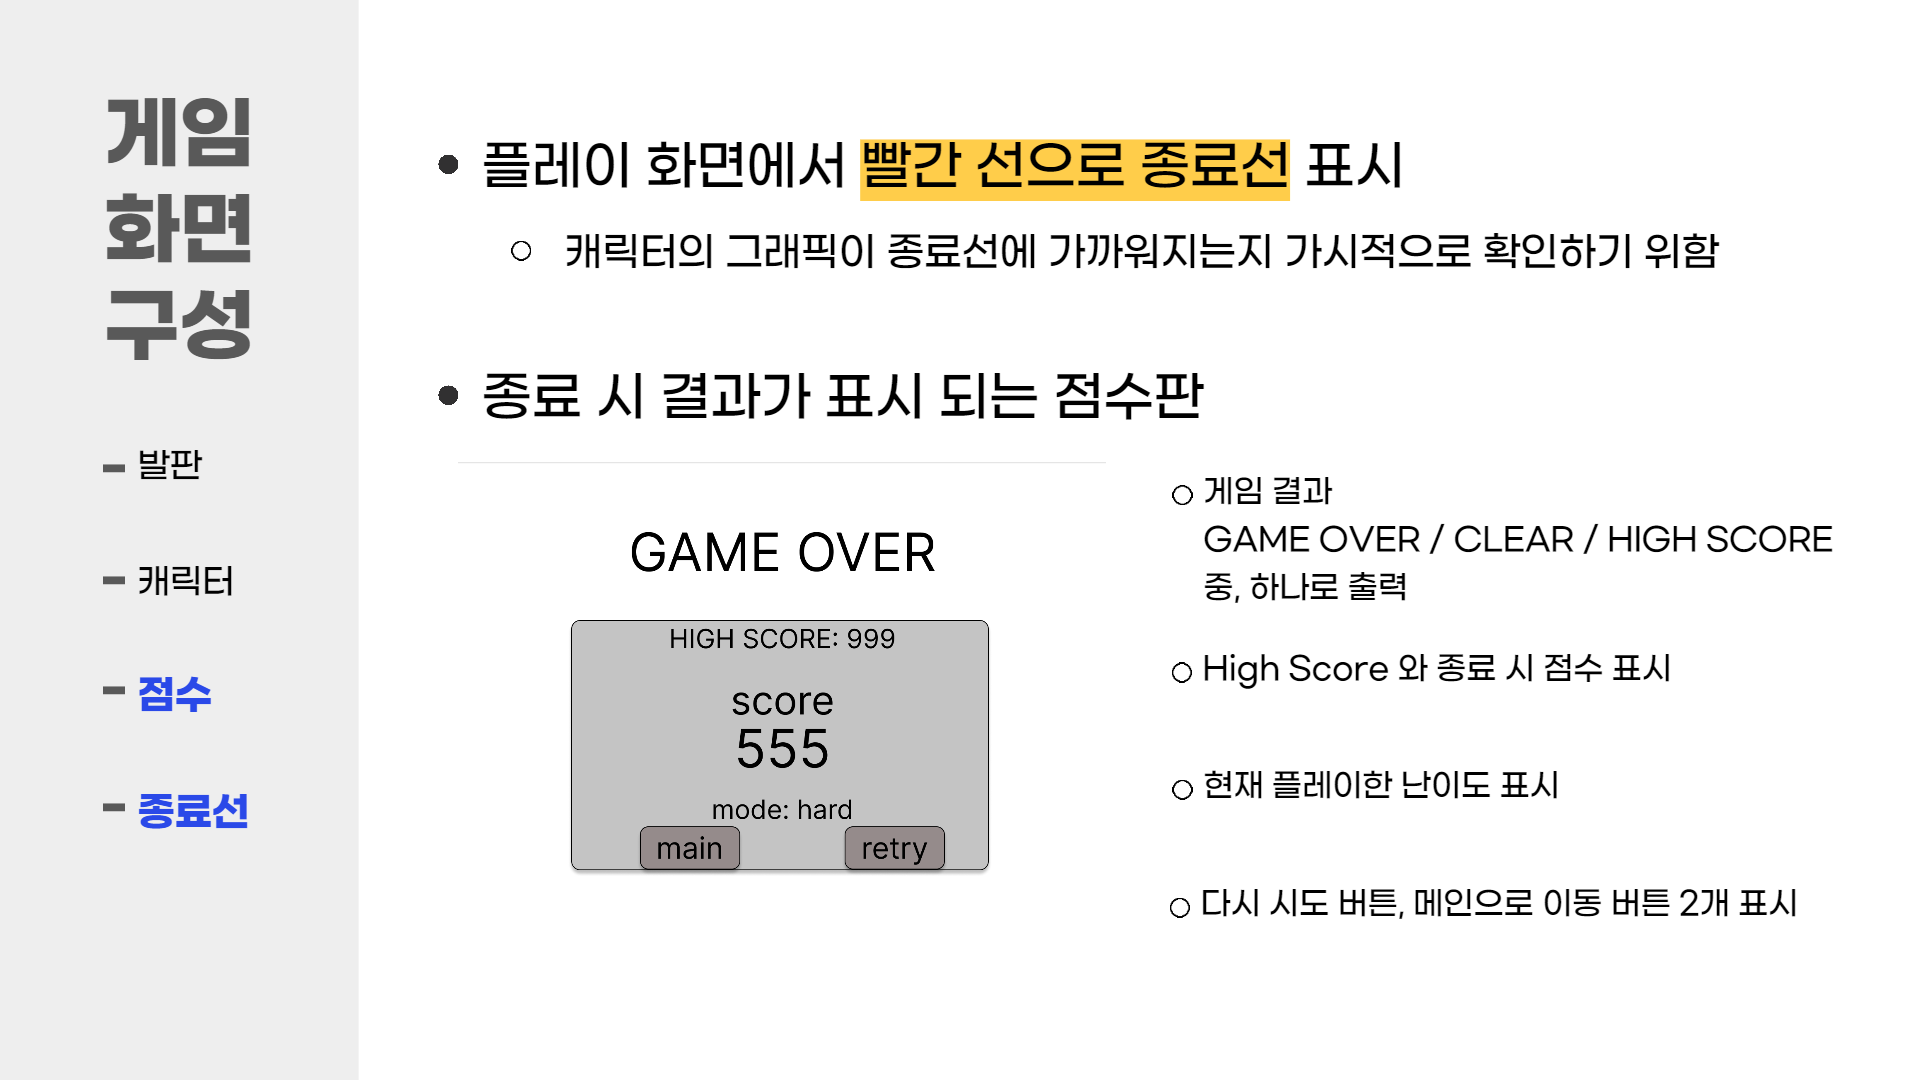 게임
화면
구성
발판
캐릭터
점수
종료선
플레이 화면에서 빨간 선으로 종료선 표시
캐릭터의 그래픽이 종료선에 가까워지는지 가시적으로 확인하기 위함
종료 시 결과가 표시 되는 점수판
GAME OVER
HIGH SCORE: 999
score
555
mode: hard
main
retry
게임 결과
GAME OVER / CLEAR / HIGH SCORE
중, 하나로 출력
High Score 와 종료 시 점수 표시
현재 플레이한 난이도 표시
다시 시도 버튼, 메인으로 이동 버튼 2개 표시